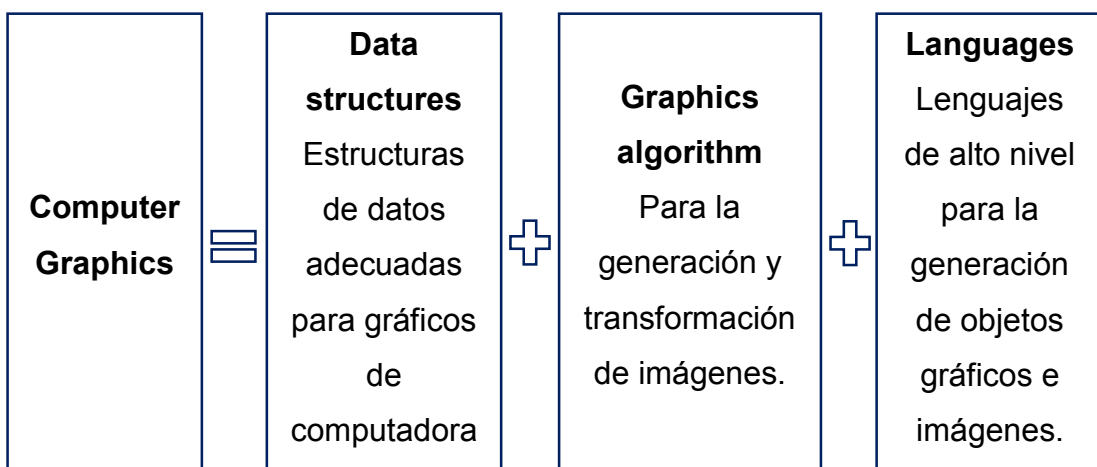 Computer
Graphics
Data
structures
Estructuras
de datos
adecuadas
para gráficos
de
computadora
Graphics
algorithm
Para la
generación y
transformación
de imágenes.
Languages
Lenguajes
de alto nivel
para la
generación
de objetos
gráficos e
imágenes.